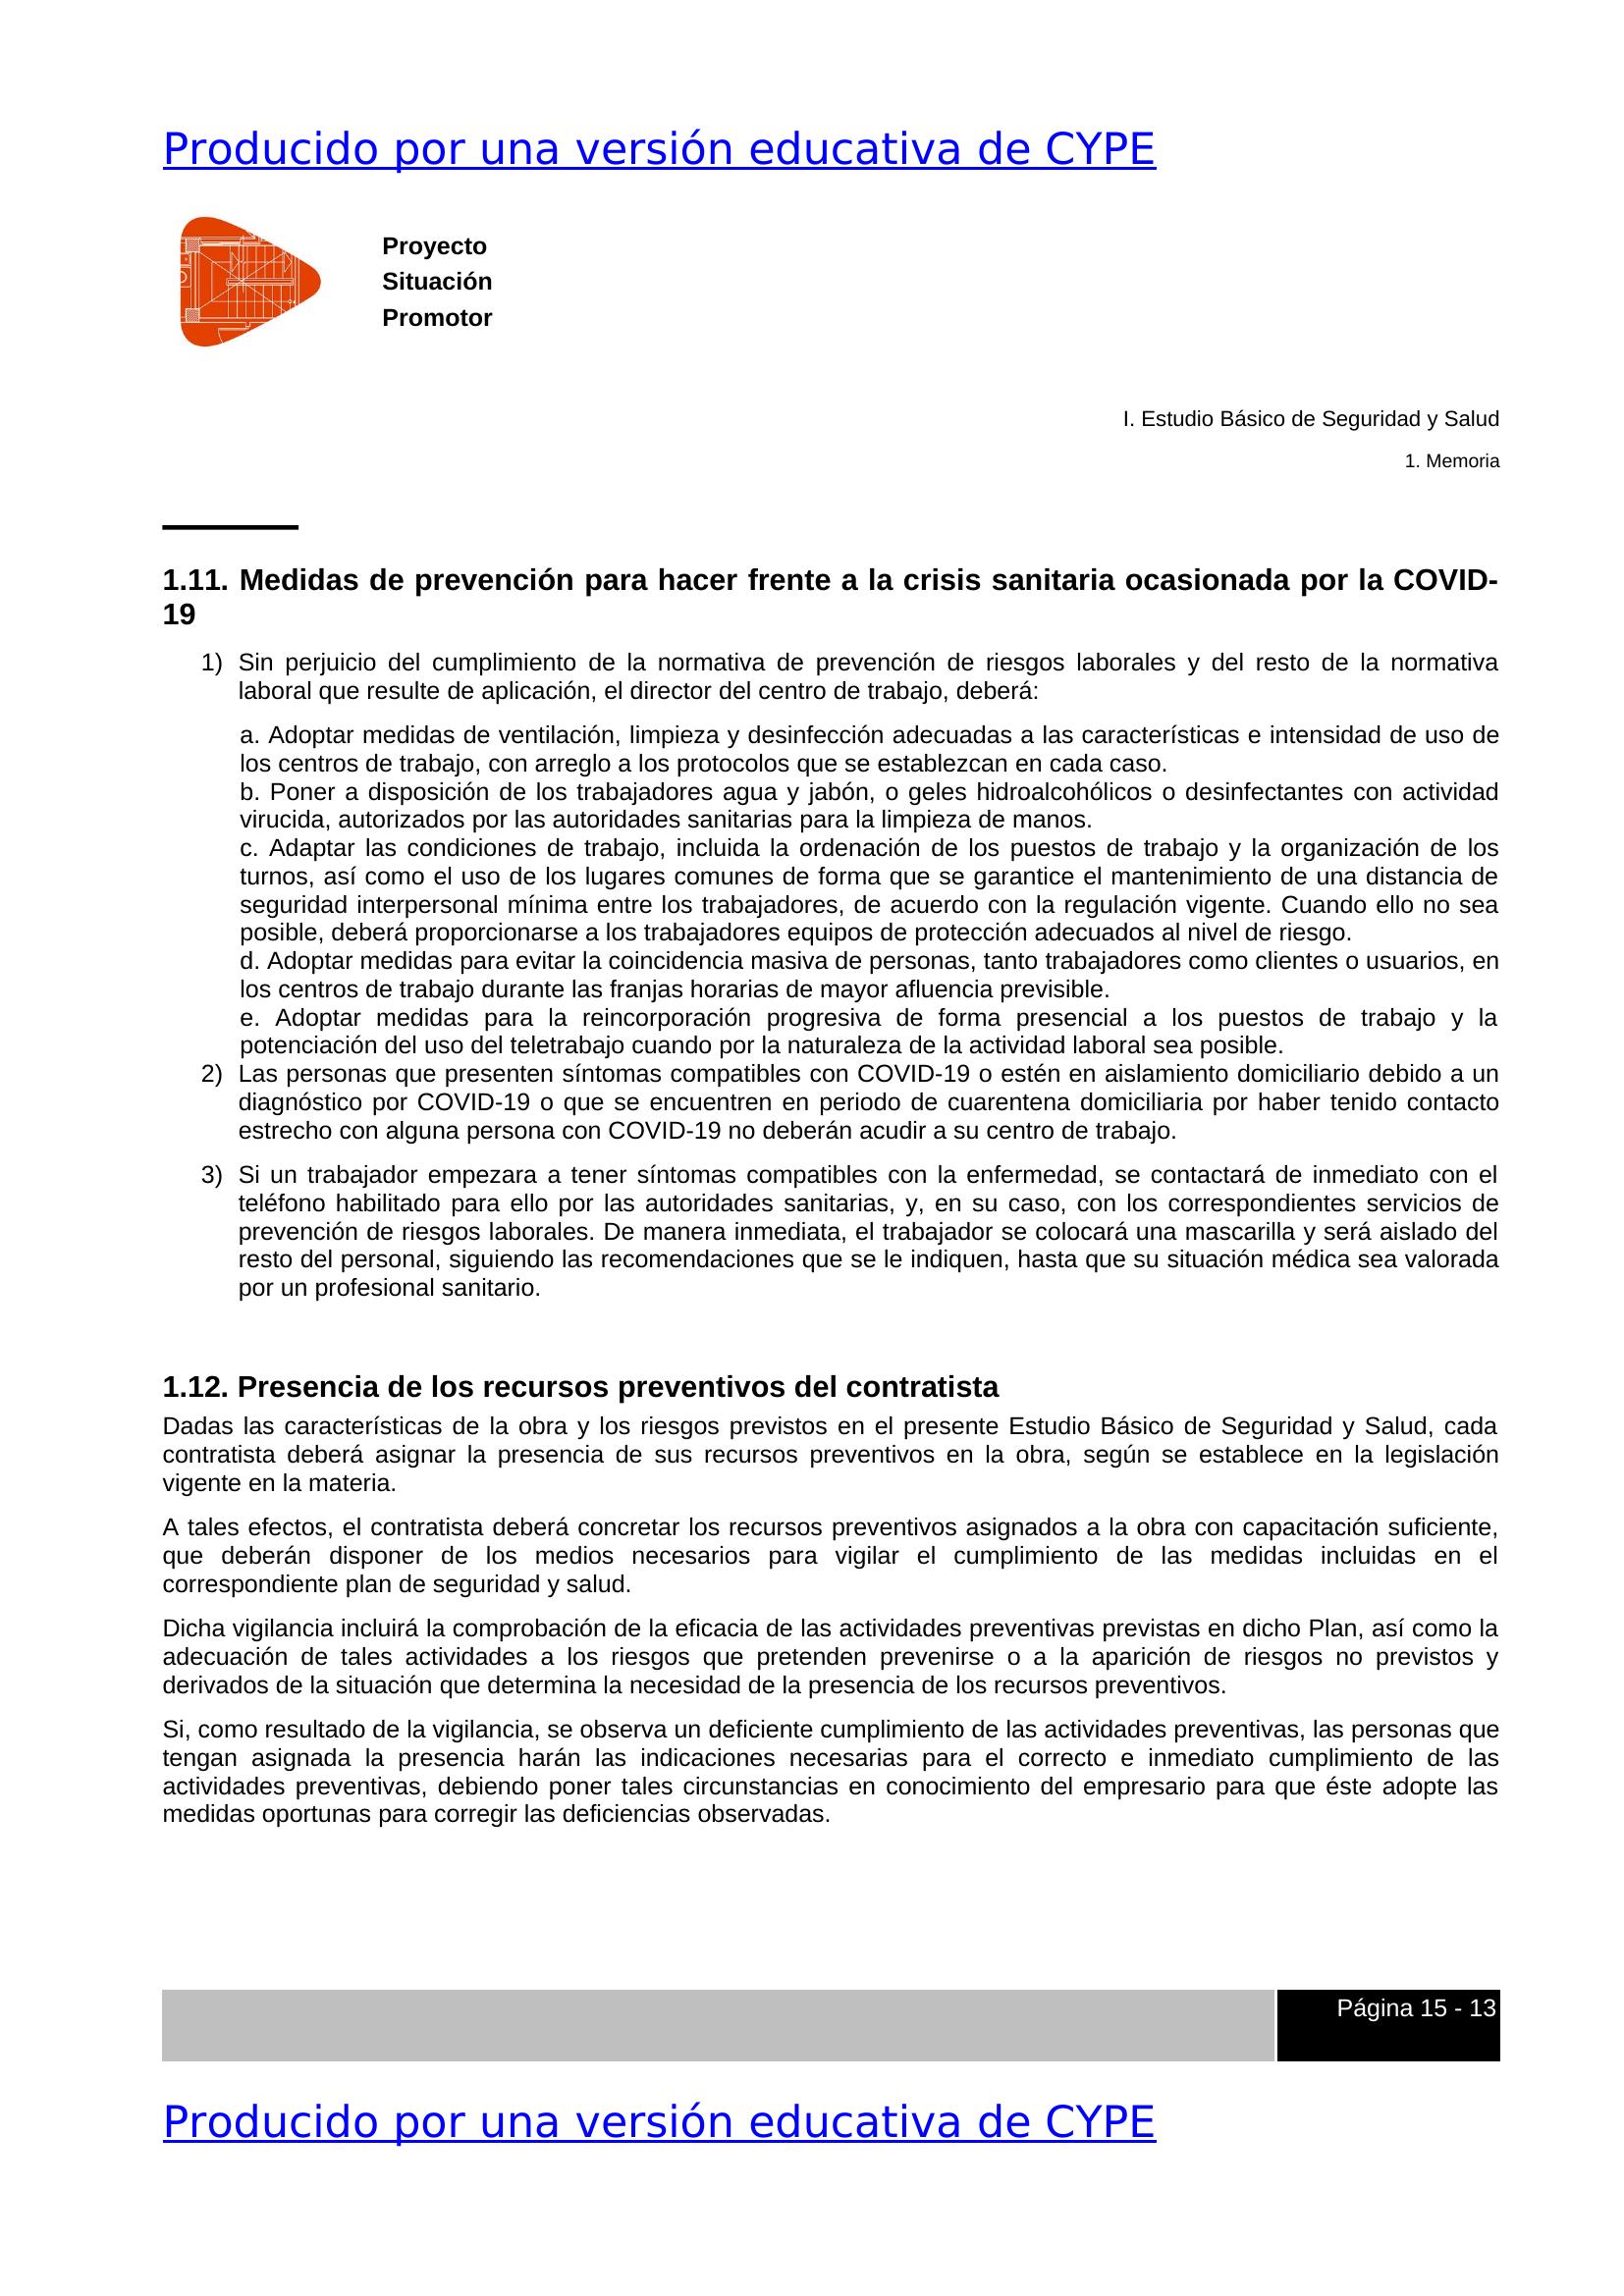 Producido por una versión educativa de CYPE
Proyecto
Situación
Promotor
I. Estudio Básico de Seguridad y Salud
1. Memoria
1.11. Medidas de prevención para hacer frente a la crisis sanitaria ocasionada por la COVID-
19
1) Sin perjuicio del cumplimiento de la normativa de prevención de riesgos laborales y del resto de la normativa
laboral que resulte de aplicación, el director del centro de trabajo, deberá:
a. Adoptar medidas de ventilación, limpieza y desinfección adecuadas a las características e intensidad de uso de
los centros de trabajo, con arreglo a los protocolos que se establezcan en cada caso.
b. Poner a disposición de los trabajadores agua y jabón, o geles hidroalcohólicos o desinfectantes con actividad
virucida, autorizados por las autoridades sanitarias para la limpieza de manos.
c. Adaptar las condiciones de trabajo, incluida la ordenación de los puestos de trabajo y la organización de los
turnos, así como el uso de los lugares comunes de forma que se garantice el mantenimiento de una distancia de
seguridad interpersonal mínima entre los trabajadores, de acuerdo con la regulación vigente. Cuando ello no sea
posible, deberá proporcionarse a los trabajadores equipos de protección adecuados al nivel de riesgo.
d. Adoptar medidas para evitar la coincidencia masiva de personas, tanto trabajadores como clientes o usuarios, en
los centros de trabajo durante las franjas horarias de mayor afluencia previsible.
e. Adoptar medidas para la reincorporación progresiva de forma presencial a los puestos de trabajo y la
potenciación del uso del teletrabajo cuando por la naturaleza de la actividad laboral sea posible.
2) Las personas que presenten síntomas compatibles con COVID-19 o estén en aislamiento domiciliario debido a un
diagnóstico por COVID-19 o que se encuentren en periodo de cuarentena domiciliaria por haber tenido contacto
estrecho con alguna persona con COVID-19 no deberán acudir a su centro de trabajo.
3) Si un trabajador empezara a tener síntomas compatibles con la enfermedad, se contactará de inmediato con el
teléfono habilitado para ello por las autoridades sanitarias, y, en su caso, con los correspondientes servicios de
prevención de riesgos laborales. De manera inmediata, el trabajador se colocará una mascarilla y será aislado del
resto del personal, siguiendo las recomendaciones que se le indiquen, hasta que su situación médica sea valorada
por un profesional sanitario.
1.12. Presencia de los recursos preventivos del contratista
Dadas las características de la obra y los riesgos previstos en el presente Estudio Básico de Seguridad y Salud, cada
contratista deberá asignar la presencia de sus recursos preventivos en la obra, según se establece en la legislación
vigente en la materia.
A tales efectos, el contratista deberá concretar los recursos preventivos asignados a la obra con capacitación suficiente,
que deberán disponer de los medios necesarios para vigilar el cumplimiento de las medidas incluidas en el
correspondiente plan de seguridad y salud.
Dicha vigilancia incluirá la comprobación de la eficacia de las actividades preventivas previstas en dicho Plan, así como la
adecuación de tales actividades a los riesgos que pretenden prevenirse o a la aparición de riesgos no previstos y
derivados de la situación que determina la necesidad de la presencia de los recursos preventivos.
Si, como resultado de la vigilancia, se observa un deficiente cumplimiento de las actividades preventivas, las personas que
tengan asignada la presencia harán las indicaciones necesarias para el correcto e inmediato cumplimiento de las
actividades preventivas, debiendo poner tales circunstancias en conocimiento del empresario para que éste adopte las
medidas oportunas para corregir las deficiencias observadas.
Página 15 - 13
Producido por una versión educativa de CYPE